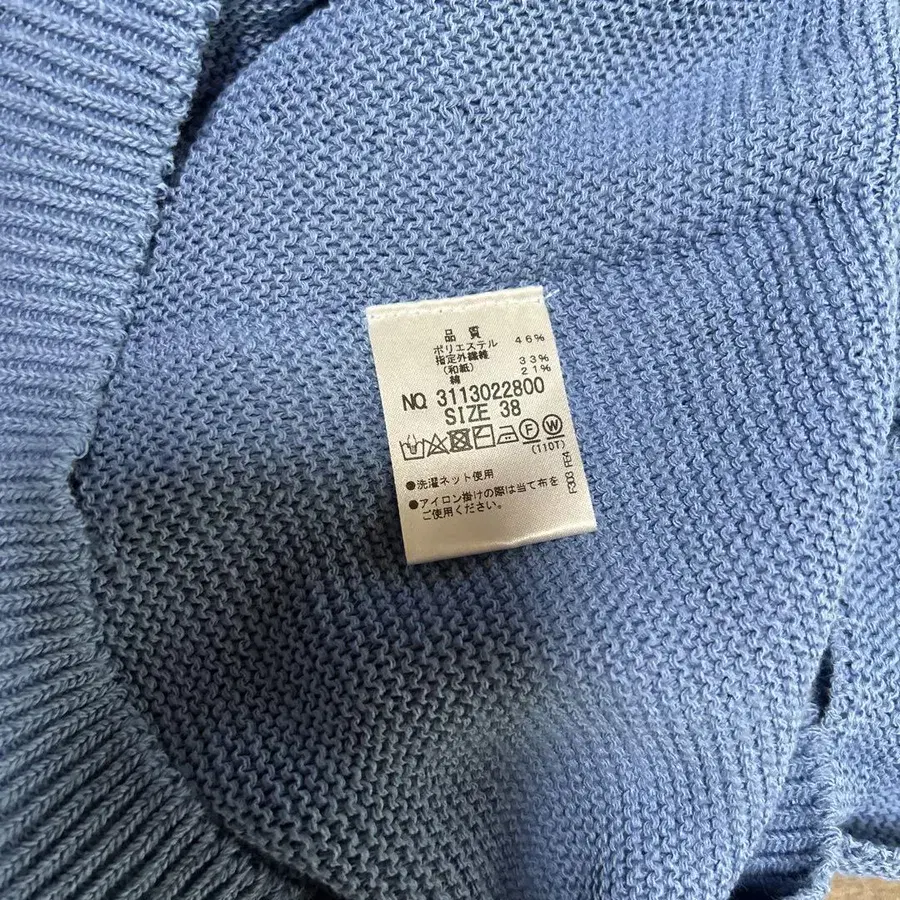 品 質
ポリエステル 46%
指定外繊維 33%
(和紙)
綿 21%
NO. 3113022800
SIZE 38
F W
(110T)
●洗濯ネット使用
●アイロン掛けの際は当て布を
ご使用ください。
F303 FE4